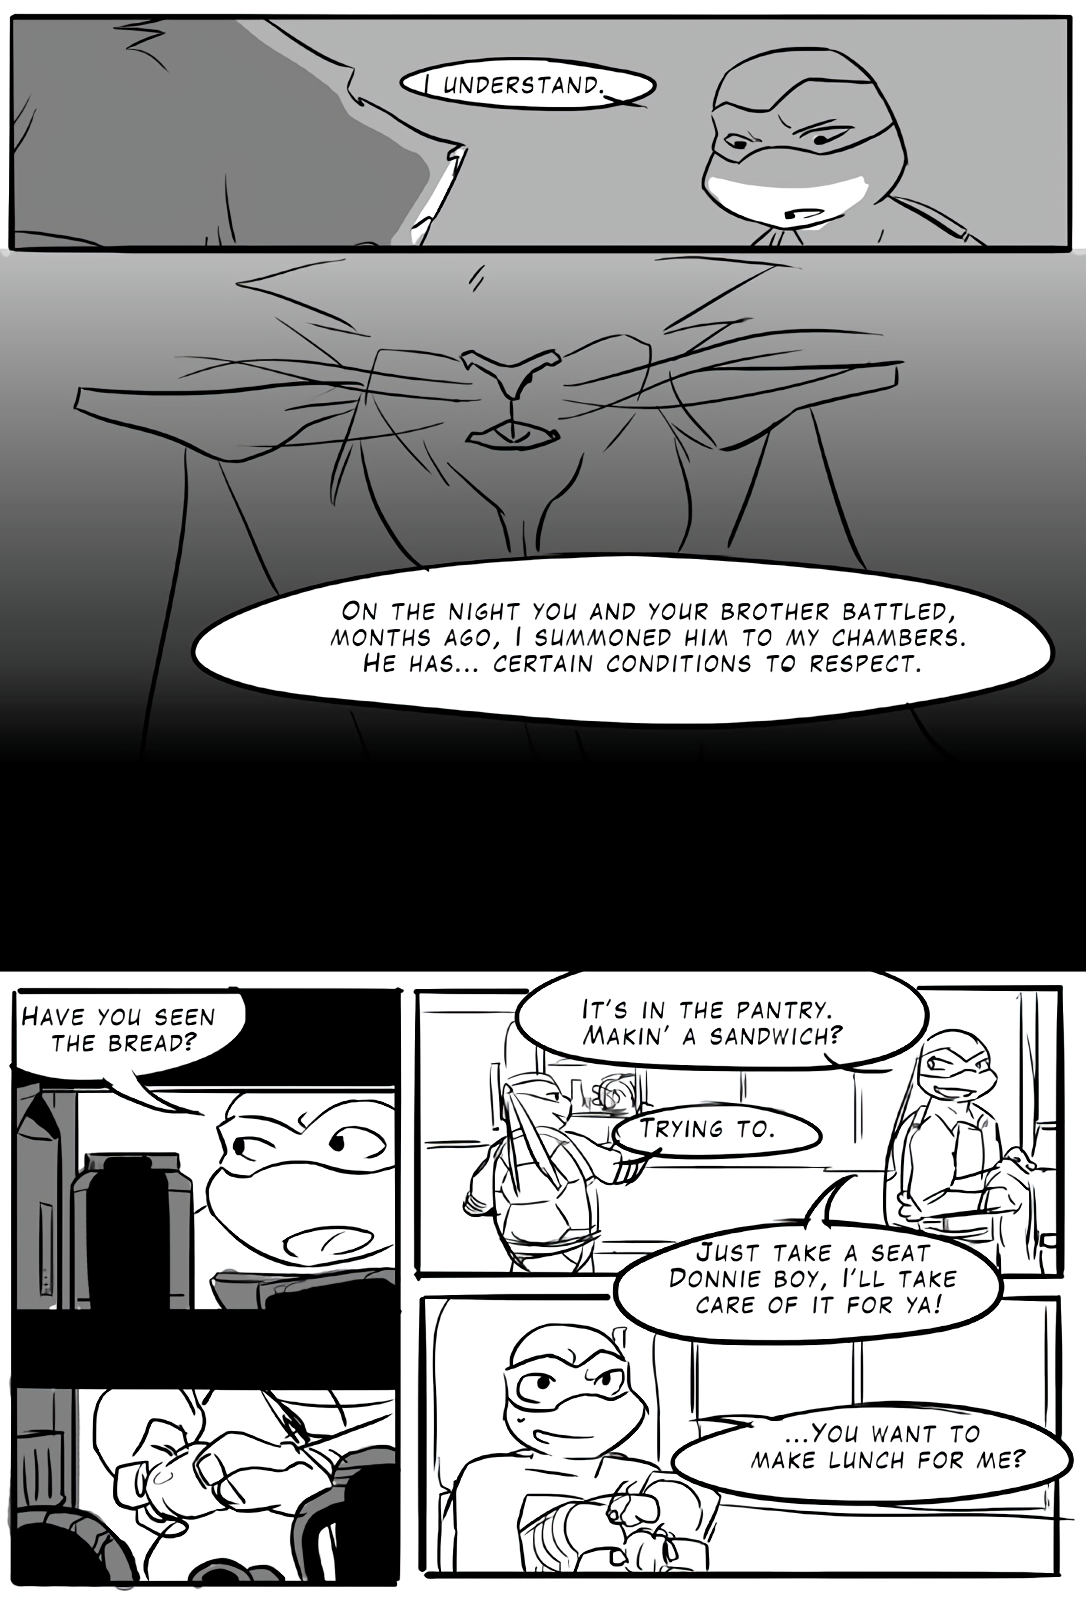 I understand.
On the night you and your brother battled,
months ago, I summoned him to my chambers.
He has... certain conditions to respect.
Have you seen
the bread?
It's in the pantry.
Makin' a sandwich?
Trying to.
Just take a seat
Donnie boy, I'll take
care of it for ya!
...You want to
make lunch for me?